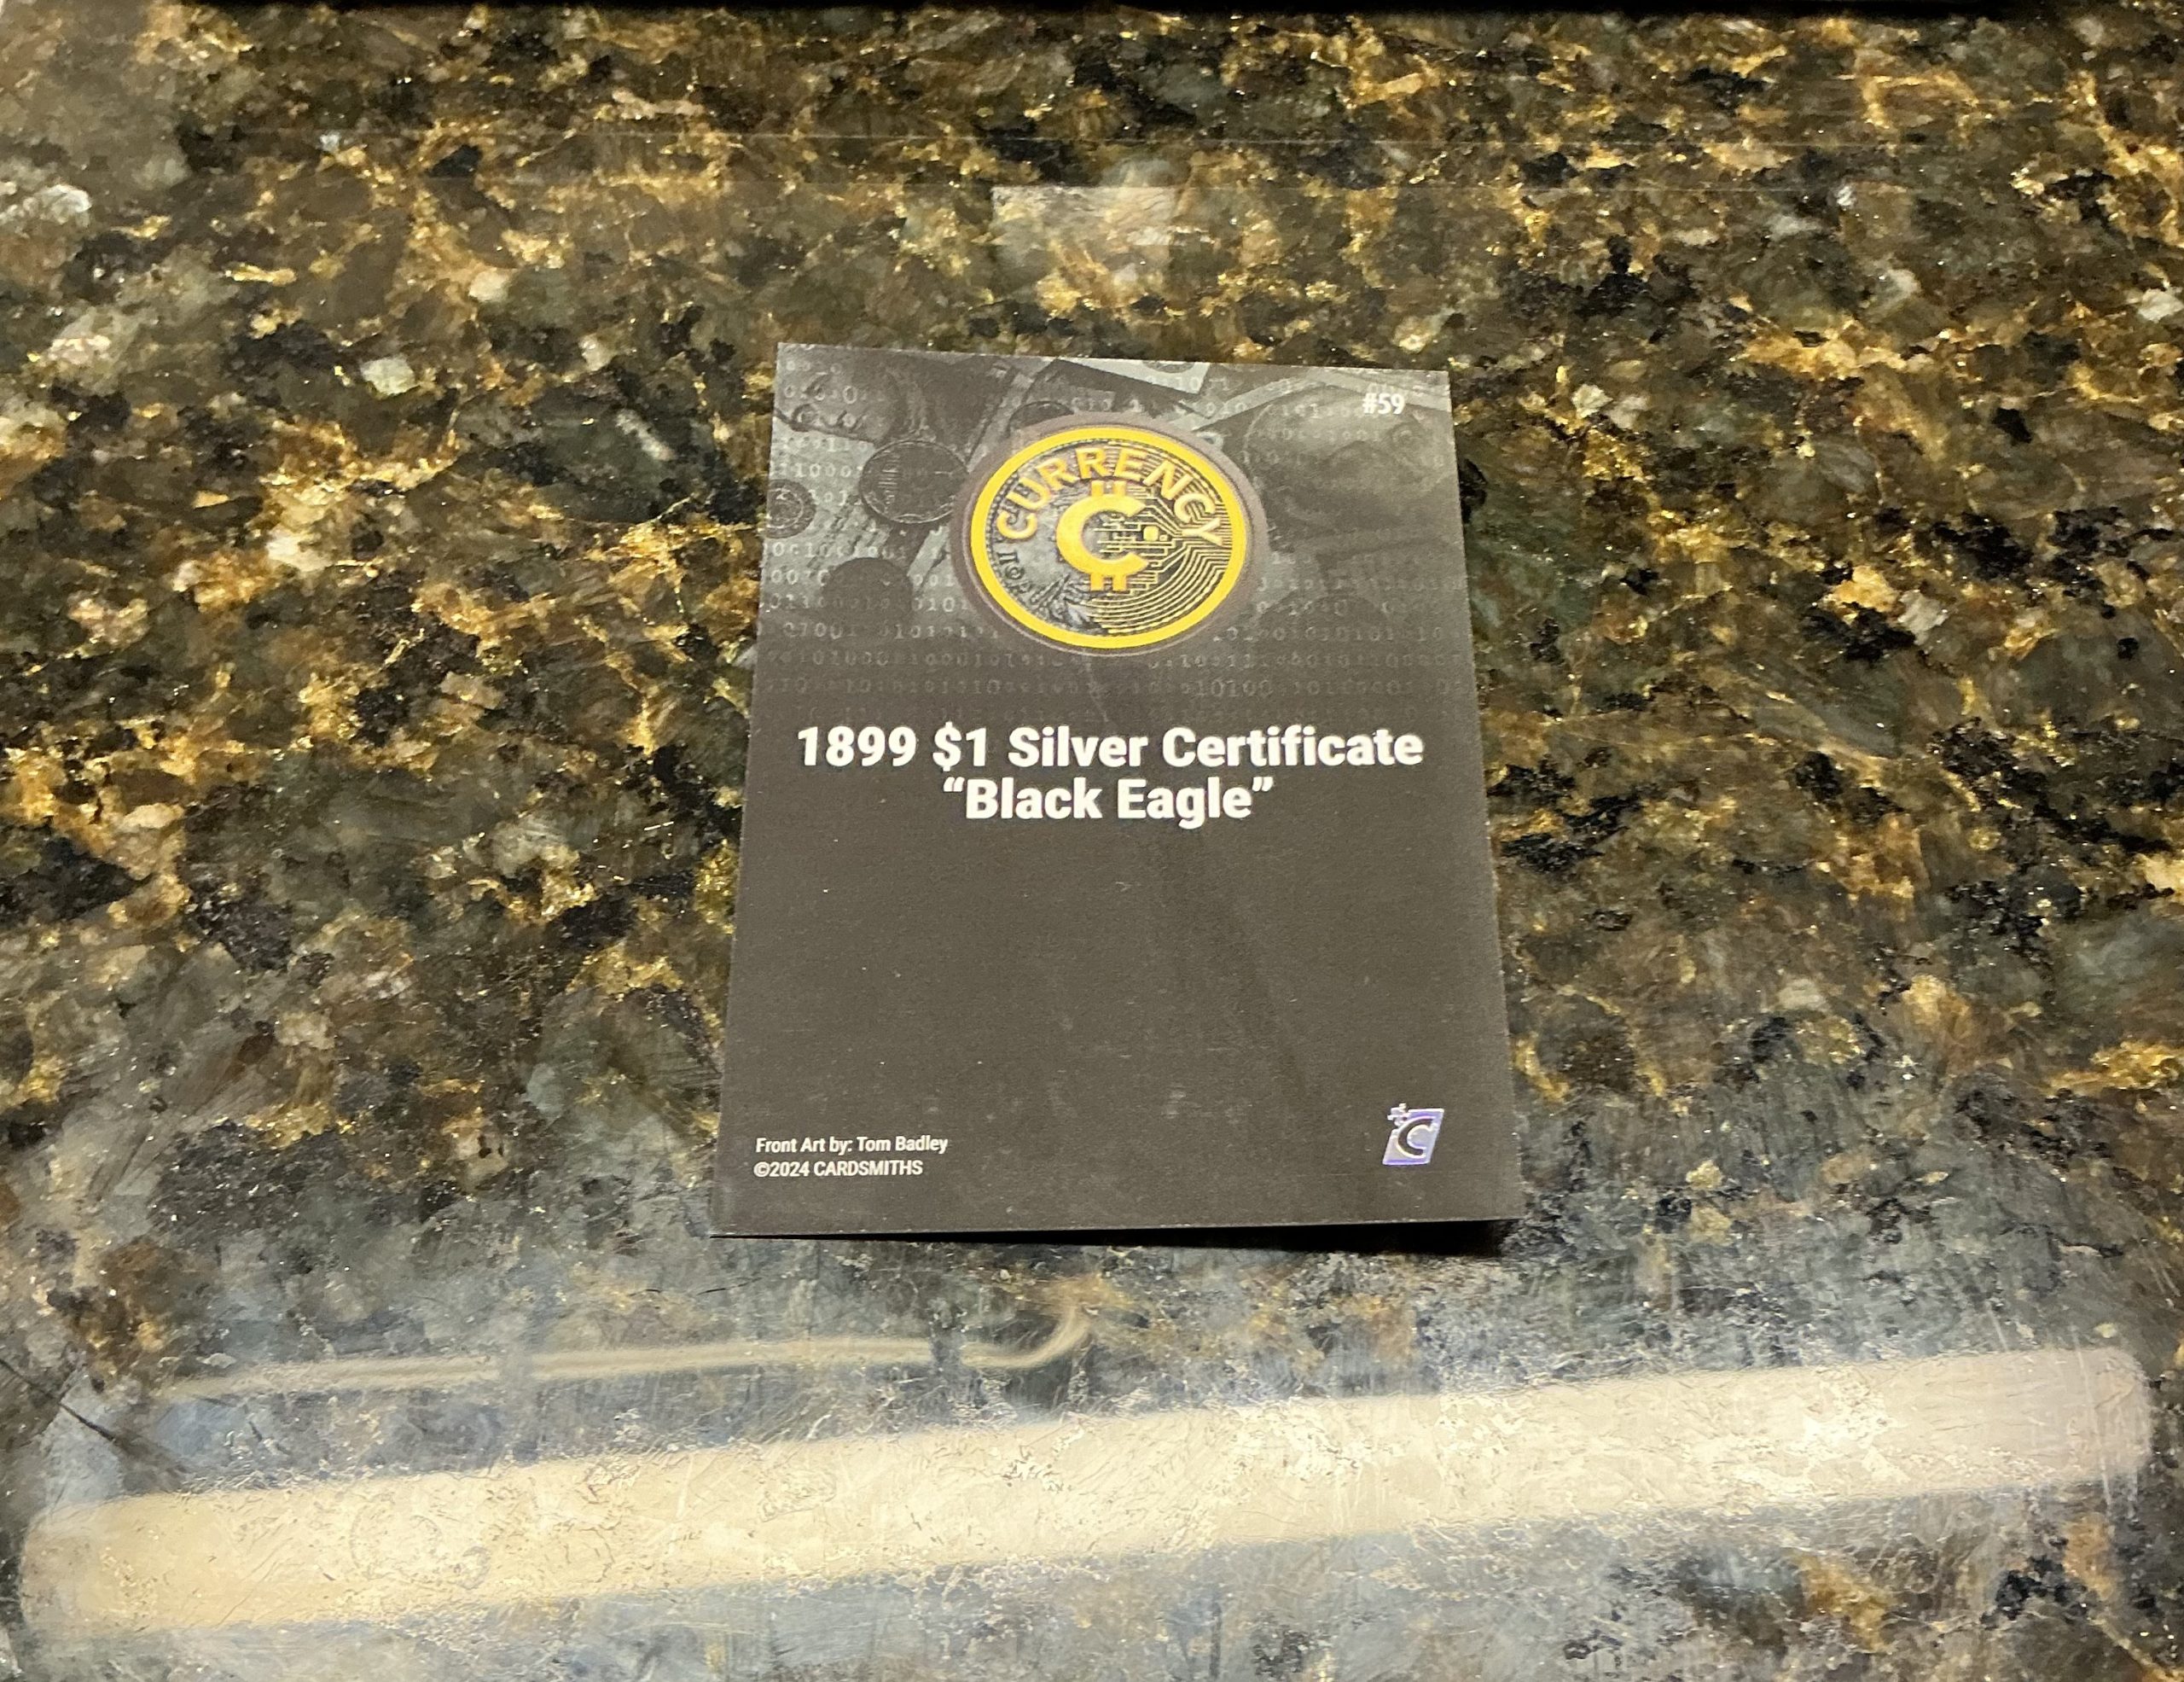 #59
CURRENCY
C
1899 $1 Silver Certificate
“Black Eagle”
Front Art by: Tom Badley
©2024 CARDSMITHS
C